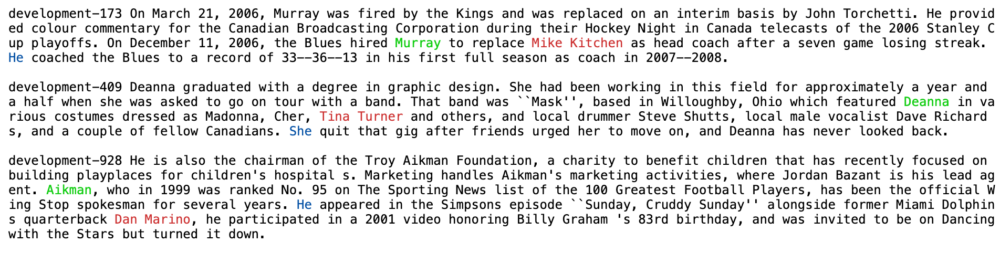 development-173 On March 21, 2006, Murray was fired by the Kings and was replaced on an interim basis by John Torchetti. He provid
ed colour commentary for the Canadian Broadcasting Corporation during their Hockey Night in Canada telecasts of the 2006 Stanley C
up playoffs. On December 11, 2006, the Blues hired Murray to replace Mike Kitchen as head coach after a seven game losing streak.
He coached the Blues to a record of 33--36--13 in his first full season as coach in 2007--2008.

development-409 Deanna graduated with a degree in graphic design. She had been working in this field for approximately a year and
a half when she was asked to go on tour with a band. That band was ``Mask'', based in Willoughby, Ohio which featured Deanna in va
rious costumes dressed as Madonna, Cher, Tina Turner and others, and local drummer Steve Shutts, local male vocalist Dave Richard
s, and a couple of fellow Canadians. She quit that gig after friends urged her to move on, and Deanna has never looked back.

development-928 He is also the chairman of the Troy Aikman Foundation, a charity to benefit children that has recently focused on
building playplaces for children's hospital s. Marketing handles Aikman's marketing activities, where Jordan Bazant is his lead ag
ent. Aikman, who in 1999 was ranked No. 95 on The Sporting News list of the 100 Greatest Football Players, has been the official W
ing Stop spokesman for several years. He appeared in the Simpsons episode ``Sunday, Cruddy Sunday'' alongside former Miami Dolphin
s quarterback Dan Marino, he participated in a 2001 video honoring Billy Graham 's 83rd birthday, and was invited to be on Dancing
with the Stars but turned it down.